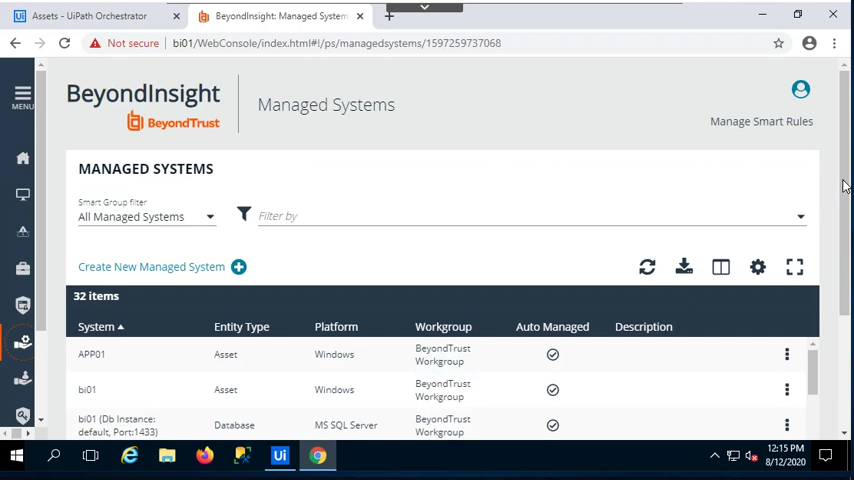 Assets - UiPath Orchestrator
BeyondInsight: Managed System
Not secure
bi01/WebConsole/index.html#!/ps/managedsystems/1597259737068
MENU
BeyondInsight
BeyondTrust
Managed Systems
Manage Smart Rules
MANAGED SYSTEMS
Smart Group filter
All Managed Systems
Filter by
Create New Managed System
32 items
System Entity Type Platform Workgroup Auto Managed Description
APP01 Asset Windows BeyondTrust
Workgroup
bi01 Asset Windows BeyondTrust
Workgroup
bi01 (Db Instance:
default, Port:1433) Database MS SQL Server BeyondTrust
Workgroup
Ui
12:15 PM
8/12/2020